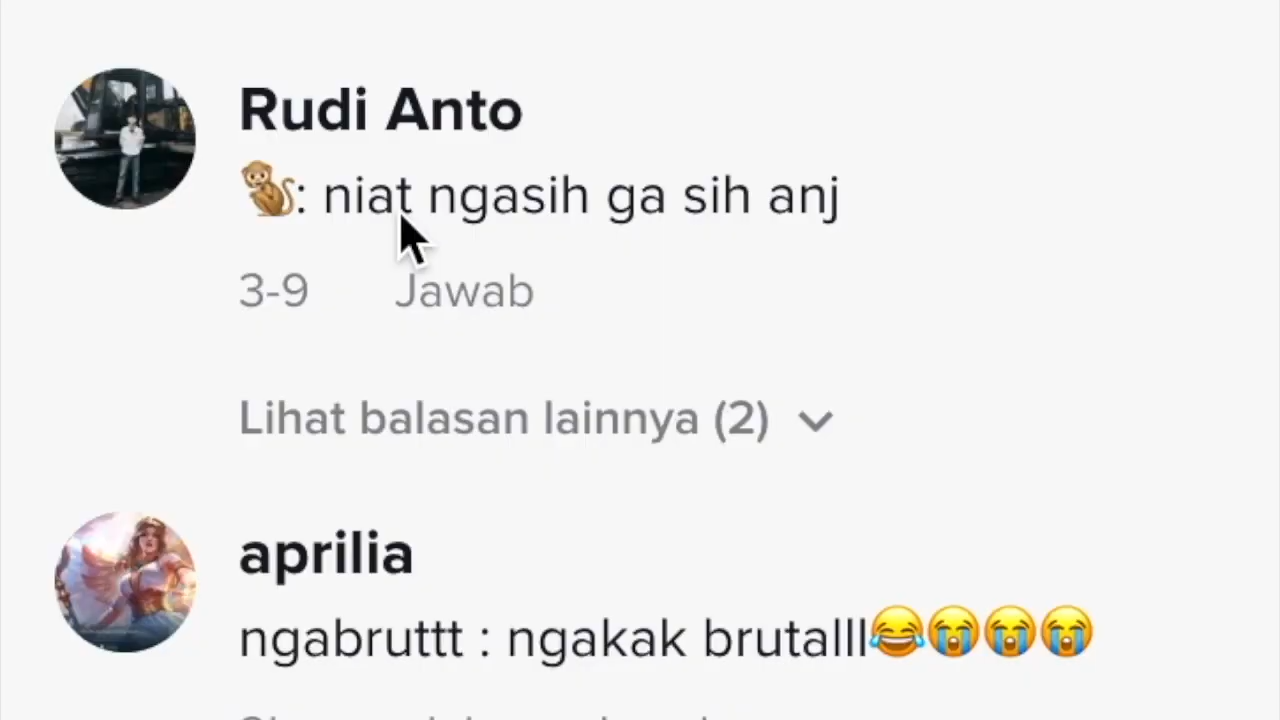 Rudi Anto
🐒: niat ngasih ga sih anj
3-9 Jawab
Lihat balasan lainnya (2)
aprilia
ngabruttt : ngakak brutalll😂😭😭😭